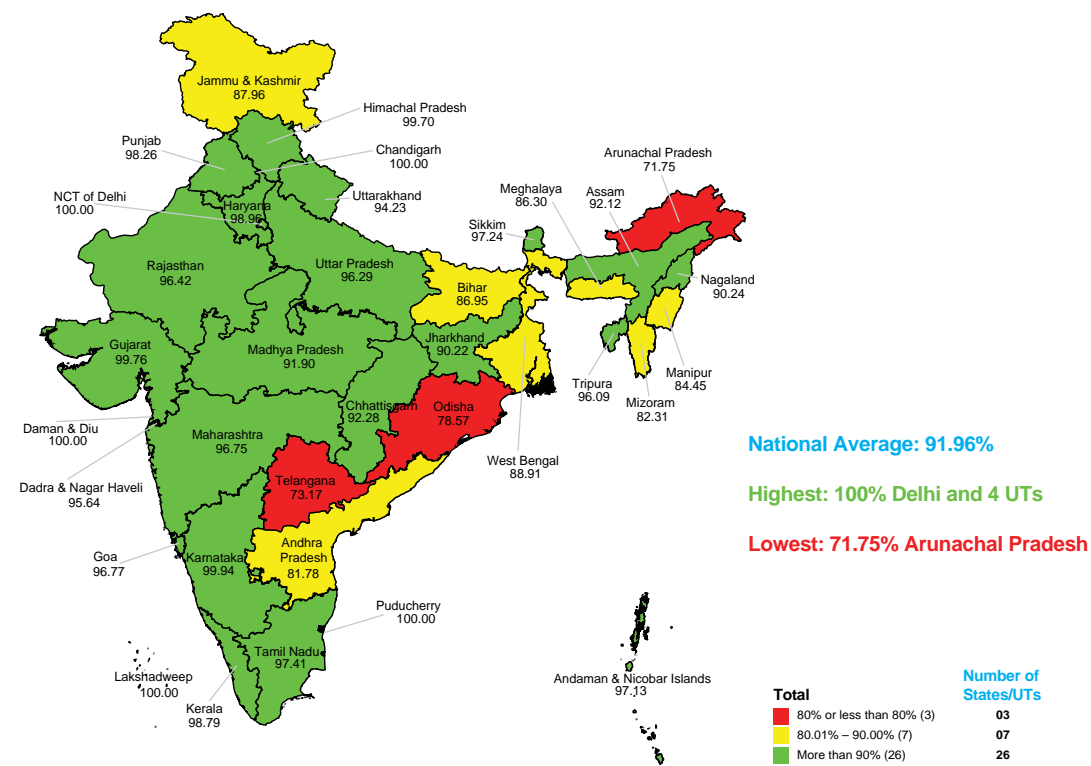 Jammu & Kashmir
87.96
Himachal Pradesh
99.70
Punjab
98.26
Chandigarh
100.00
NCT of Delhi
100.00
Haryana
98.96
Uttarakhand
94.23
Arunachal Pradesh
71.75
Meghalaya
86.30
Assam
92.12
Sikkim
97.24
Rajasthan
96.42
Uttar Pradesh
96.29
Bihar
86.95
Nagaland
90.24
Gujarat
99.76
Madhya Pradesh
91.90
Jharkhand
90.22
Manipur
84.45
Tripura
96.09
Mizoram
82.31
Chhattisgarh
92.28
Odisha
78.57
Daman & Diu
100.00
Maharashtra
96.75
West Bengal
88.91
Dadra & Nagar Haveli
95.64
Telangana
73.17
National Average: 91.96%
Highest: 100% Delhi and 4 UTs
Lowest: 71.75% Arunachal Pradesh
Goa
96.77
Karnataka
99.94
Andhra
Pradesh
81.78
Puducherry
100.00
Tamil Nadu
97.41
Lakshadweep
100.00
Kerala
98.79
Andaman & Nicobar Islands
97.13
Total
Number of
States/UTs
80% or less than 80% (3) 03
80.01% – 90.00% (7) 07
More than 90% (26) 26